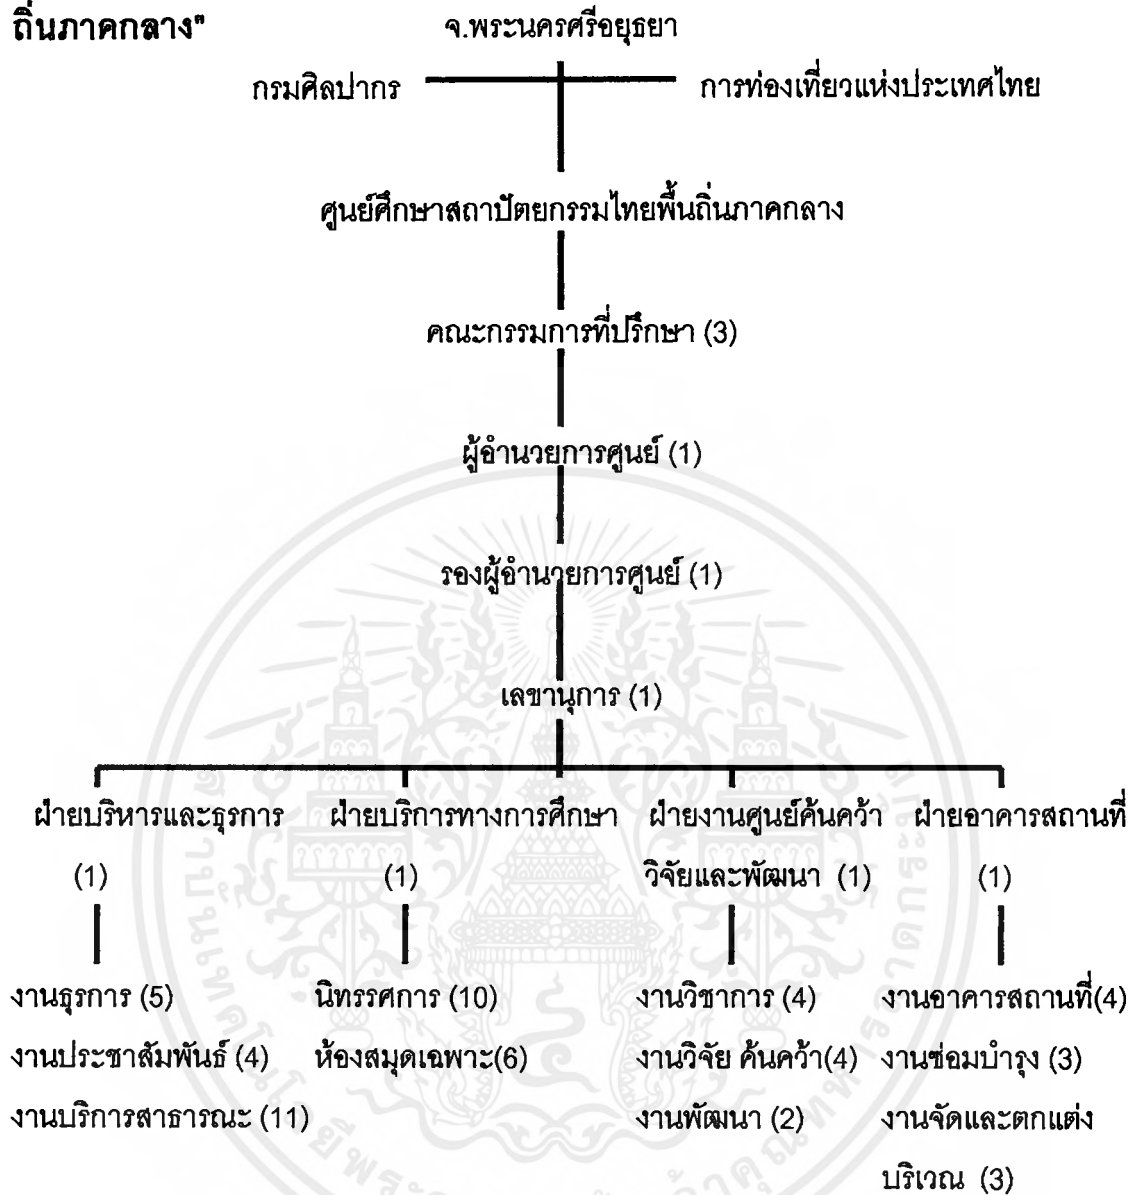 ถิ่นภาคกลาง"
จ.พระนครศรีอยุธยา
กรมศิลปากร การท่องเที่ยวแห่งประเทศไทย
ศูนย์ศึกษาสถาปัตยกรรมไทยพื้นถิ่นภาคกลาง
คณะกรรมการที่ปรึกษา (3)
ผู้อำนวยการศูนย์ (1)
รองผู้อำนวยการศูนย์ (1)
เลขานุการ (1)
ฝ่ายบริหารและธุรการ
(1)
งานธุรการ (5)
งานประชาสัมพันธ์ (4)
งานบริการสาธารณะ (11)
ฝ่ายบริการทางการศึกษา
(1)
นิทรรศการ (10)
ห้องสมุดเฉพาะ(6)
ฝ่ายงานศูนย์ค้นคว้า
วิจัยและพัฒนา (1)
งานวิชาการ (4)
งานวิจัย ค้นคว้า(4)
งานพัฒนา (2)
ฝ่ายอาคารสถานที่
(1)
งานอาคารสถานที่(4)
งานซ่อมบำรุง (3)
งานจัดและตกแต่ง
บริเวณ (3)